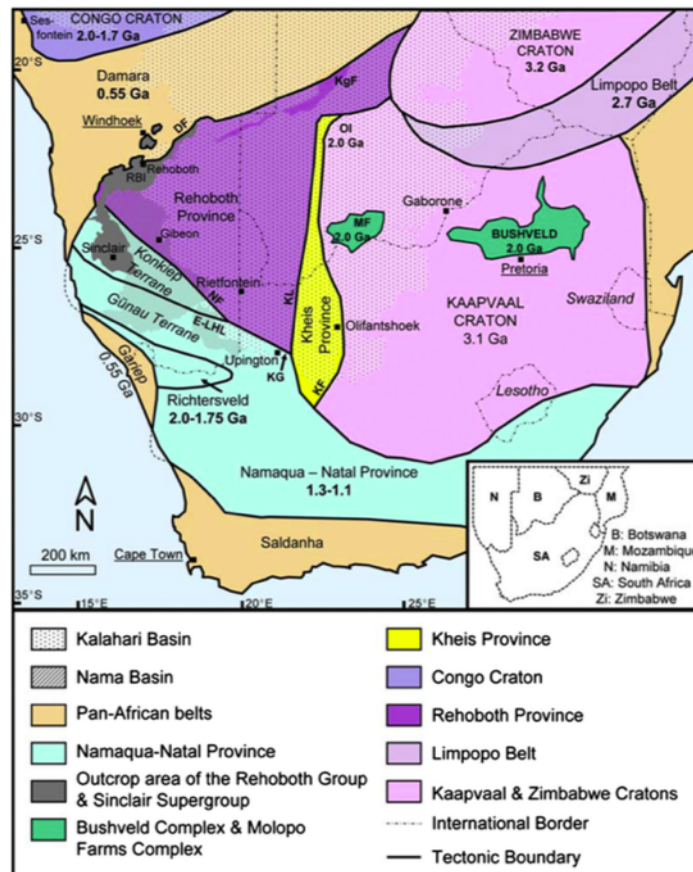 Ses-
fontein
CONGO CRATON
2.0-1.7 Ga
ZIMBABWE
CRATON
3.2 Ga
20°S
Damara
0.55 Ga
KgF
Limpopo Belt
2.7 Ga
Windhoek
DF
OI
2.0 Ga
Rehoboth
RBI
Rehoboth
Province
Gaborone
MF
2.0 Ga
BUSHVELD
2.0 Ga
Gibeon
25°S
Sinclair
Konkiep
Terrane
Pretoria
Rietfontein
NF
KL
Kheis
Province
KAAPVAAL
CRATON
3.1 Ga
Swaziland
Günau Terrane
E-LHL
Olifantshoek
Gariep
0.55 Ga
Upington
KG
KF
Lesotho
Richtersveld
2.0-1.75 Ga
30°S
Namaqua – Natal Province
1.3-1.1
N
200 km
Cape Town
Saldanha
N
B
Zi
M
SA
B: Botswana
M: Mozambique
N: Namibia
SA: South Africa
Zi: Zimbabwe
35°S
15°E
20°E
25°E
Kalahari Basin
Nama Basin
Pan-African belts
Namaqua-Natal Province
Outcrop area of the Rehoboth Group
& Sinclair Supergroup
Bushveld Complex & Molopo
Farms Complex
Kheis Province
Congo Craton
Rehoboth Province
Limpopo Belt
Kaapvaal & Zimbabwe Cratons
International Border
Tectonic Boundary